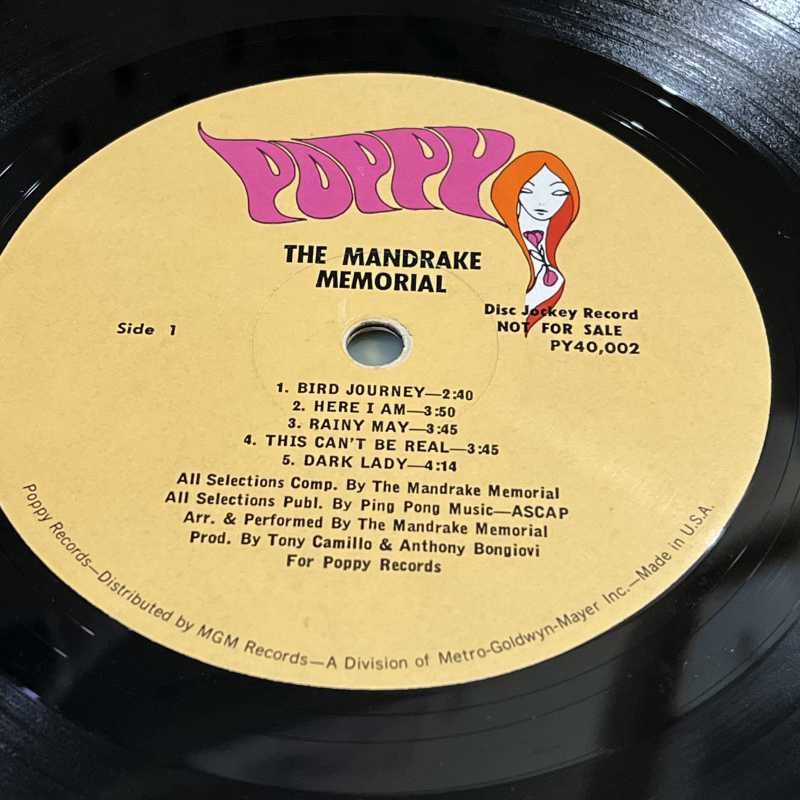 POPPY
THE MANDRAKE
MEMORIAL
Side 1
Disc Jockey Record
NOT FOR SALE
PY40,002
1. BIRD JOURNEY—2:40
2. HERE I AM—3:50
3. RAINY MAY—3:45
4. THIS CAN'T BE REAL—3:45
5. DARK LADY—4:14
All Selections Comp. By The Mandrake Memorial
All Selections Publ. By Ping Pong Music—ASCAP
Arr. & Performed By The Mandrake Memorial
Prod. By Tony Camillo & Anthony Bongiovi
For Poppy Records
Poppy Records—Distributed by MGM Records—A Division of Metro-Goldwyn-Mayer Inc.—Made in U.S.A.